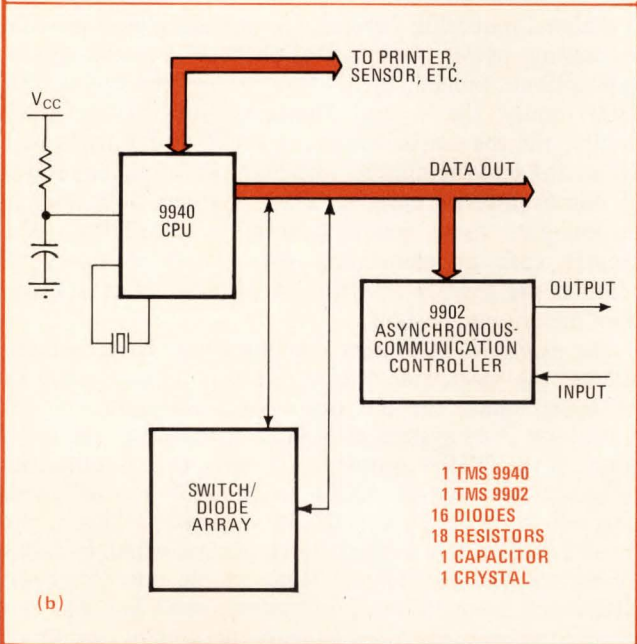 TO PRINTER,
SENSOR, ETC.
VCC
DATA OUT
9940
CPU
9902
ASYNCHRONOUS-
COMMUNICATION
CONTROLLER
OUTPUT
INPUT
SWITCH/
DIODE
ARRAY
1 TMS 9940
1 TMS 9902
16 DIODES
18 RESISTORS
1 CAPACITOR
1 CRYSTAL
(b)